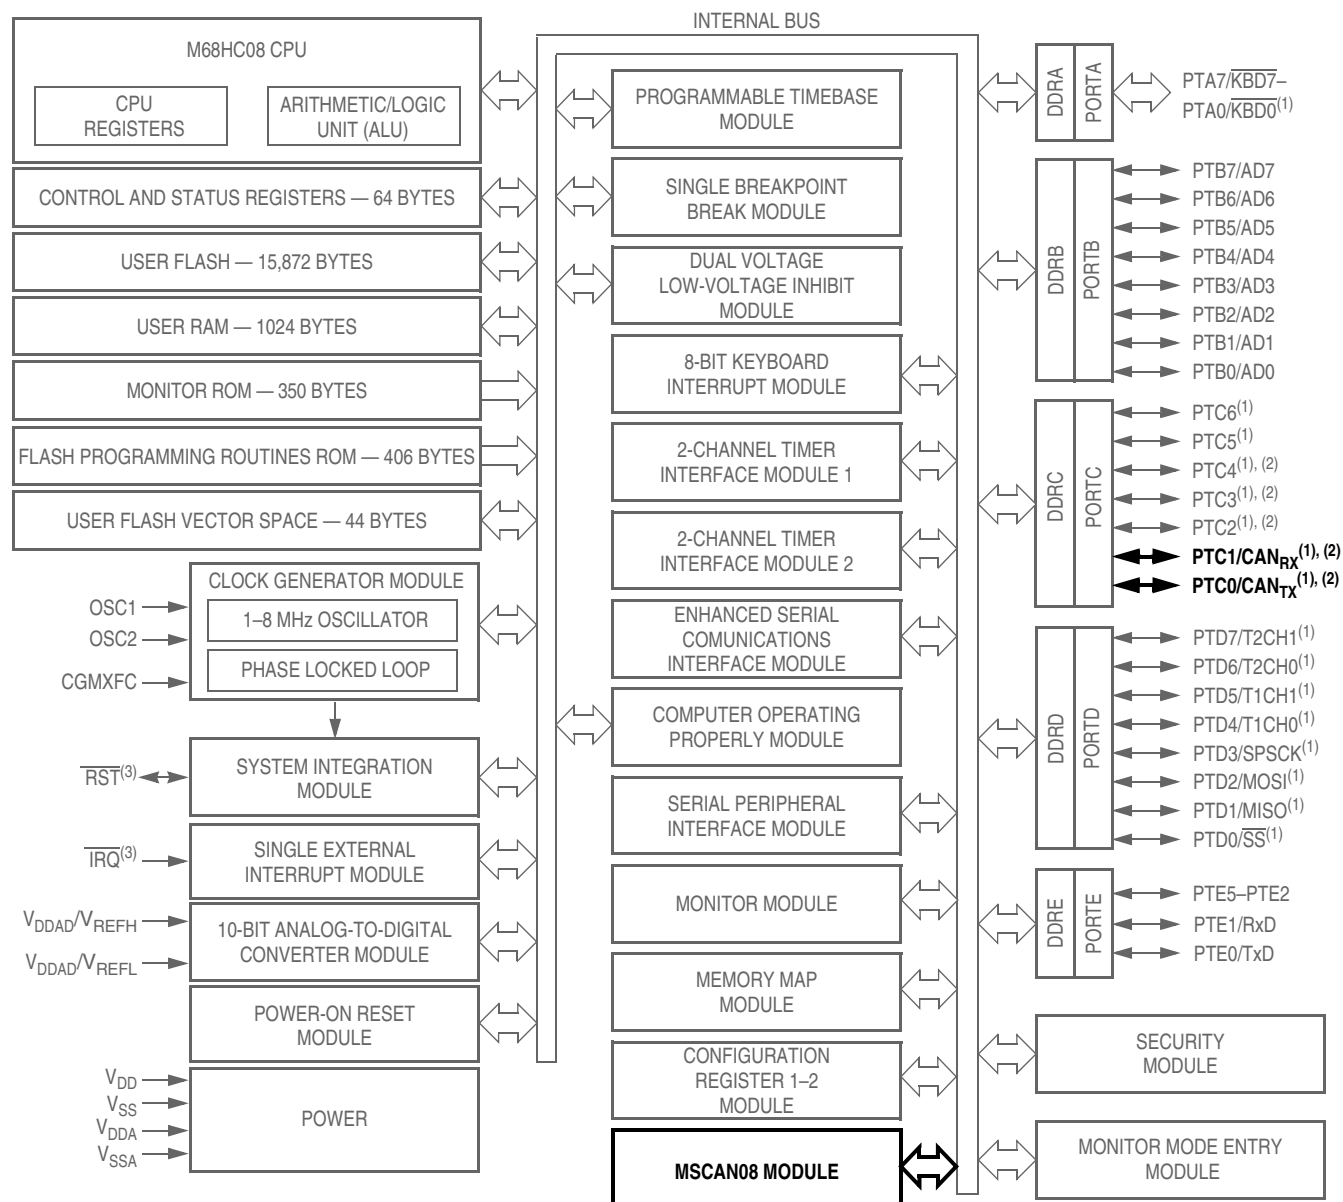 INTERNAL BUS
M68HC08 CPU
CPU
REGISTERS
ARITHMETIC/LOGIC
UNIT (ALU)
CONTROL AND STATUS REGISTERS — 64 BYTES
USER FLASH — 15,872 BYTES
USER RAM — 1024 BYTES
MONITOR ROM — 350 BYTES
FLASH PROGRAMMING ROUTINES ROM — 406 BYTES
USER FLASH VECTOR SPACE — 44 BYTES
CLOCK GENERATOR MODULE
1–8 MHz OSCILLATOR
PHASE LOCKED LOOP
OSC1
OSC2
CGMXFC
SYSTEM INTEGRATION
MODULE
RST(3)
SINGLE EXTERNAL
INTERRUPT MODULE
IRQ(3)
10-BIT ANALOG-TO-DIGITAL
CONVERTER MODULE
VDDAD/VREFH
VDDAD/VREFL
POWER-ON RESET
MODULE
POWER
VDD
VSS
VDDA
VSSA
PROGRAMMABLE TIMEBASE
MODULE
SINGLE BREAKPOINT
BREAK MODULE
DUAL VOLTAGE
LOW-VOLTAGE INHIBIT
MODULE
8-BIT KEYBOARD
INTERRUPT MODULE
2-CHANNEL TIMER
INTERFACE MODULE 1
2-CHANNEL TIMER
INTERFACE MODULE 2
ENHANCED SERIAL
COMUNICATIONS
INTERFACE MODULE
COMPUTER OPERATING
PROPERLY MODULE
SERIAL PERIPHERAL
INTERFACE MODULE
MONITOR MODULE
MEMORY MAP
MODULE
CONFIGURATION
REGISTER 1–2
MODULE
MSCAN08 MODULE
DDRA
PORTA
PTA7/KBD7–
PTA0/KBD0(1)
DDRB
PORTB
PTB7/AD7
PTB6/AD6
PTB5/AD5
PTB4/AD4
PTB3/AD3
PTB2/AD2
PTB1/AD1
PTB0/AD0
DDRC
PORTC
PTC6(1)
PTC5(1)
PTC4(1), (2)
PTC3(1), (2)
PTC2(1), (2)
PTC1/CANRX(1), (2)
PTC0/CANTX(1), (2)
DDRD
PORTD
PTD7/T2CH1(1)
PTD6/T2CH0(1)
PTD5/T1CH1(1)
PTD4/T1CH0(1)
PTD3/SPSCK(1)
PTD2/MOSI(1)
PTD1/MISO(1)
PTD0/SS(1)
DDRE
PORTE
PTE5–PTE2
PTE1/RxD
PTE0/TxD
SECURITY
MODULE
MONITOR MODE ENTRY
MODULE